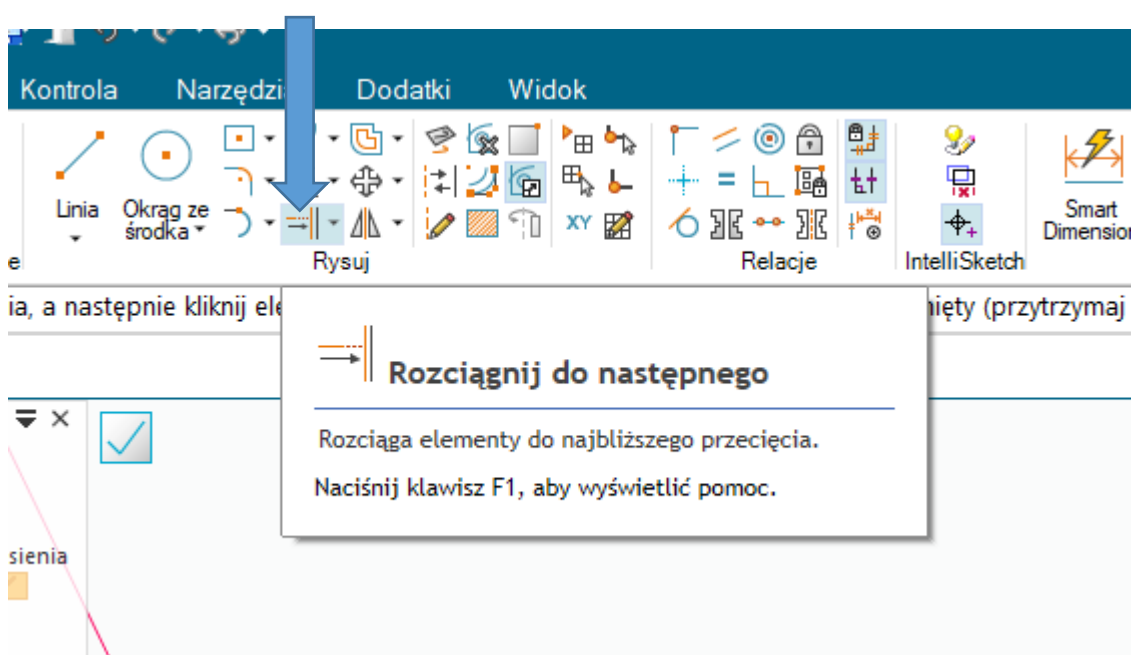 Kontrola Narzędzi Dodatki Widok
Linia Okrąg ze środka XY Smart
Dimension
e Rysuj Relacje IntelliSketch
ia, a następnie kliknij ele nięty (przytrzymaj
Rozciągnij do następnego
Rozciąga elementy do najbliższego przecięcia.
Naciśnij klawisz F1, aby wyświetlić pomoc.
sienia